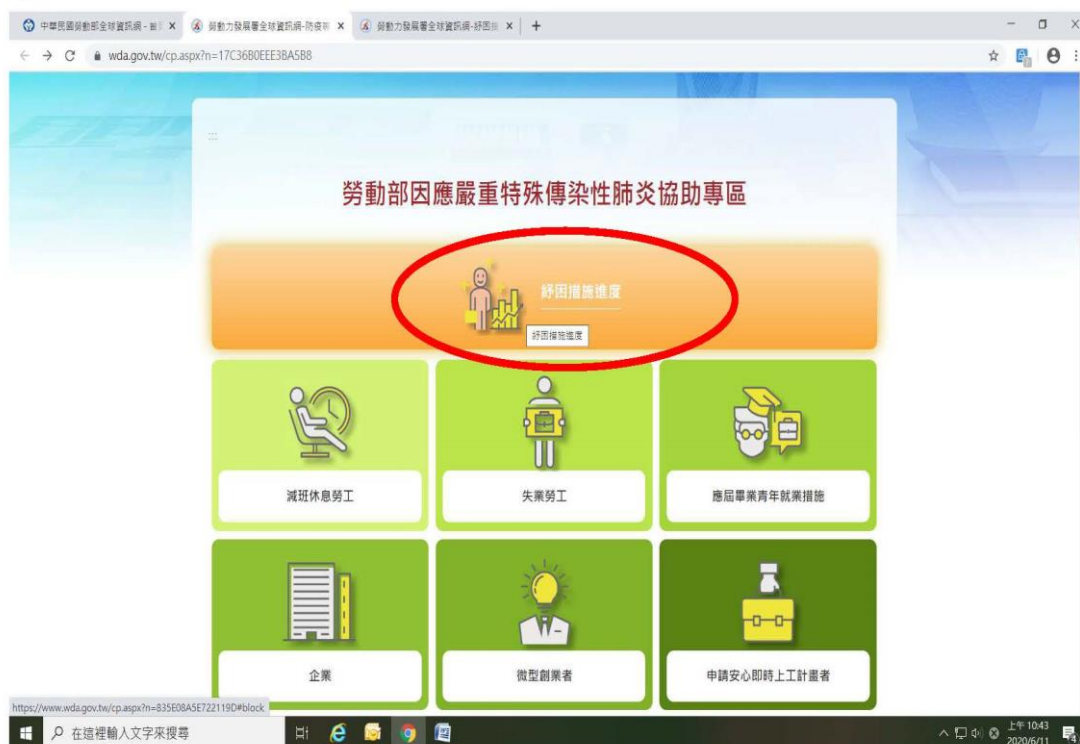 中華民國勞動部全球資訊網 -
勞動力發展署全球資訊網-防疫
勞動力發展署全球資訊網-紓困
wda.gov.tw/cp.aspx?n=17C36B0EEE3BA5B8
:::
勞動部因應嚴重特殊傳染性肺炎協助專區
紓困措施進度
紓困措施進度
減班休息勞工
失業勞工
應屆畢業青年就業措施
企業
微型創業者
申請安心即時上工計畫者
https://www.wda.gov.tw/cp.aspx?n=835E08A5E722119D#block
在這裡輸入文字來搜尋
上午 10:43
2020/6/11